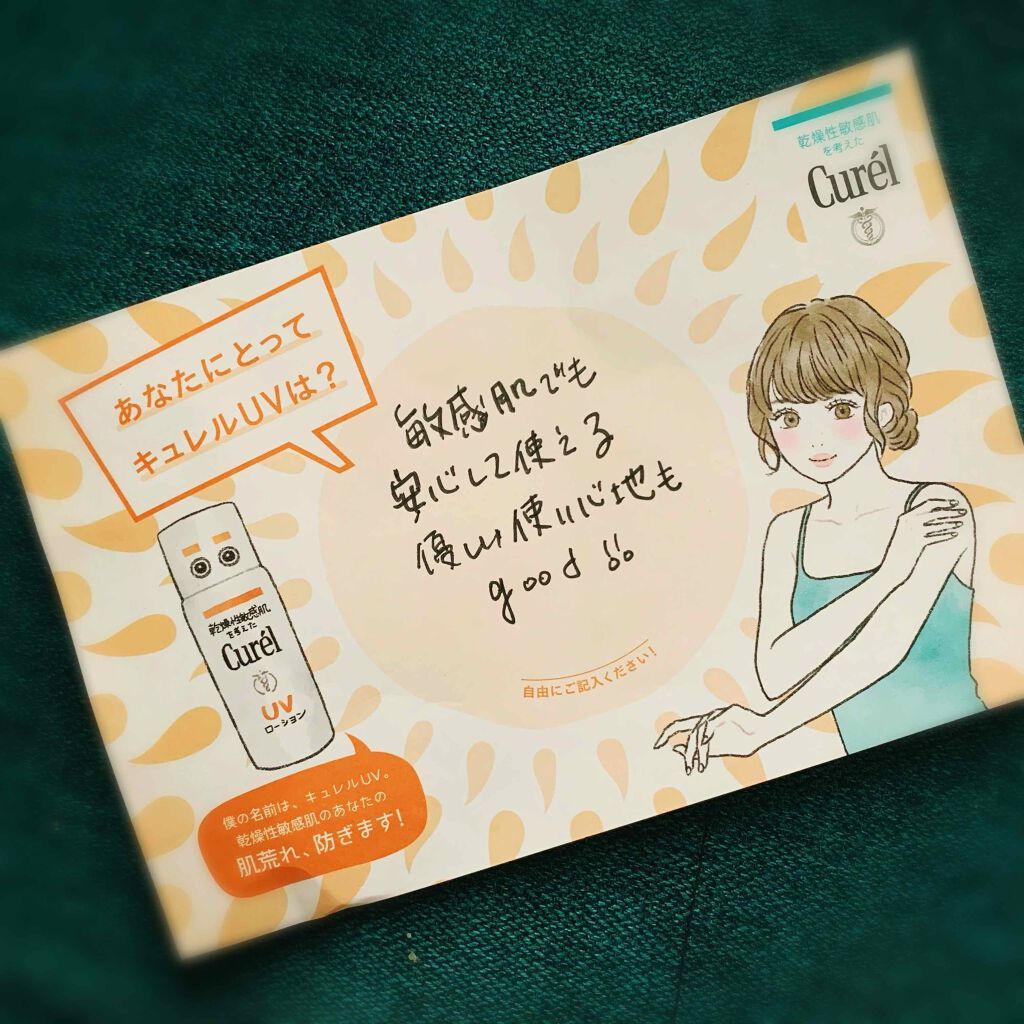 乾燥性敏感肌
を考えた
Curél
あなたにとって
キュレルUVは?
敏感肌でも
安心して使える
優しい使い心地も
good!!
自由にご記入ください!
乾燥性敏感肌
を考えた
Curél
UV
ローション
僕の名前は、キュレルUV。
乾燥性敏感肌のあなたの
肌荒れ、防ぎます!